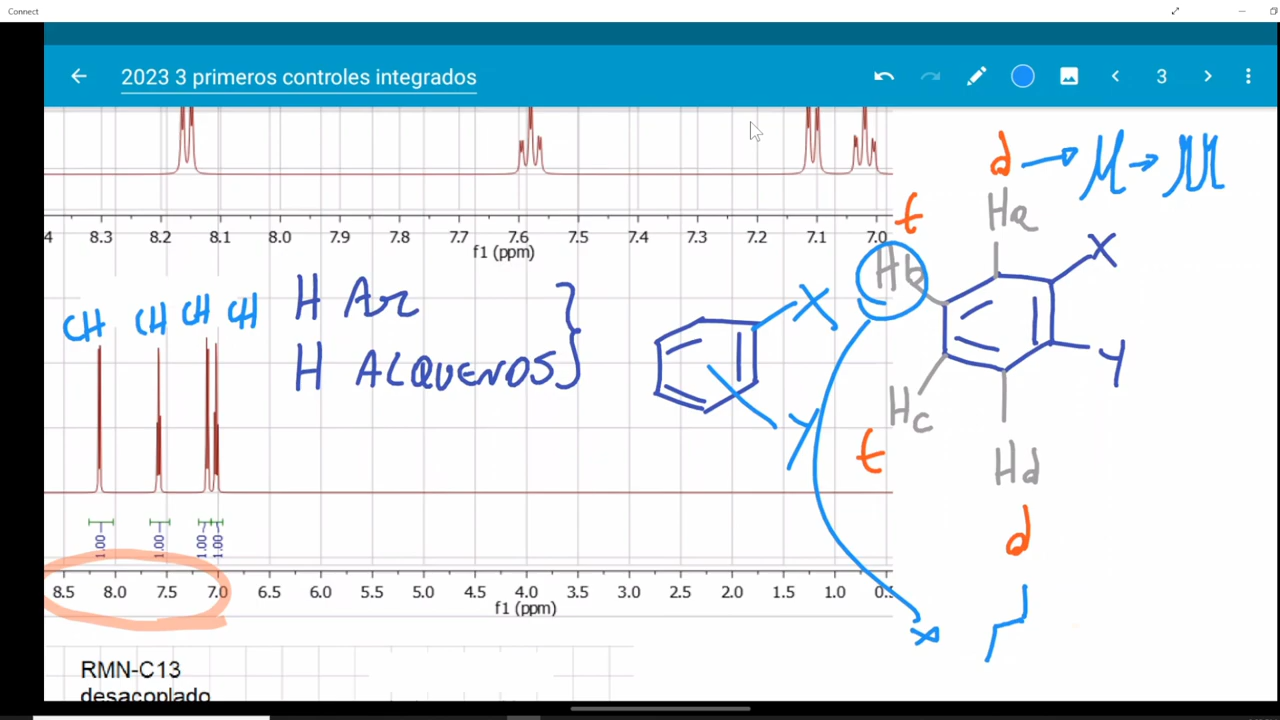 Connect
2023 3 primeros controles integrados
3
4 8.3 8.2 8.1 8.0 7.9 7.8 7.7 7.6 7.5 7.4 7.3 7.2 7.1 7.0
f1 (ppm)
CH CH CH CH
H Ar
H ALQUENOS
X
Y
d
t
Ha
Hb
X
Y
Hc
t
Hd
d
1.00 1.00 1.00 1.00
8.5 8.0 7.5 7.0 6.5 6.0 5.5 5.0 4.5 4.0 3.5 3.0 2.5 2.0 1.5 1.0 0.
f1 (ppm)
RMN-C13
desacoplado